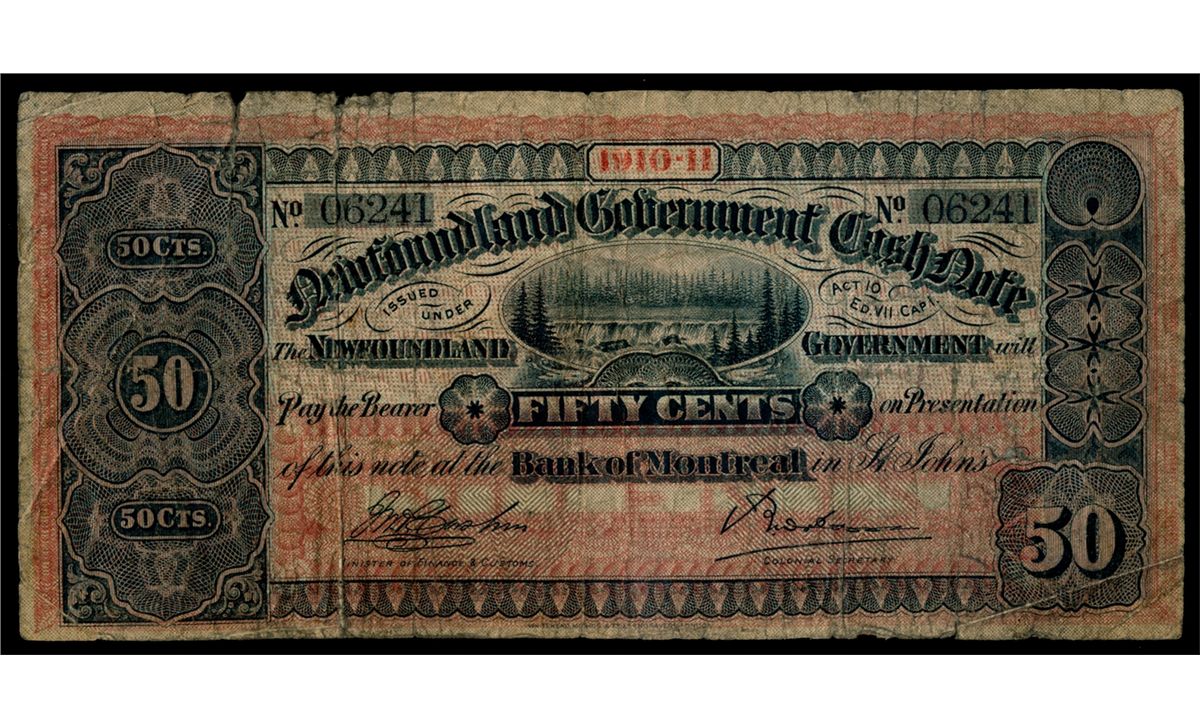 1910-11
Nº 06241
Nº 06241
Newfoundland Government Cash Note
50 CTS.
ISSUED UNDER
ACT 10 ED. VII. CAP. I.
The NEWFOUNDLAND GOVERNMENT will
50
Pay the Bearer FIFTY CENTS on Presentation
of this note at the Bank of Montreal in St. John's
50 CTS.
50
MINISTER OF FINANCE & CUSTOMS
COLONIAL SECRETARY